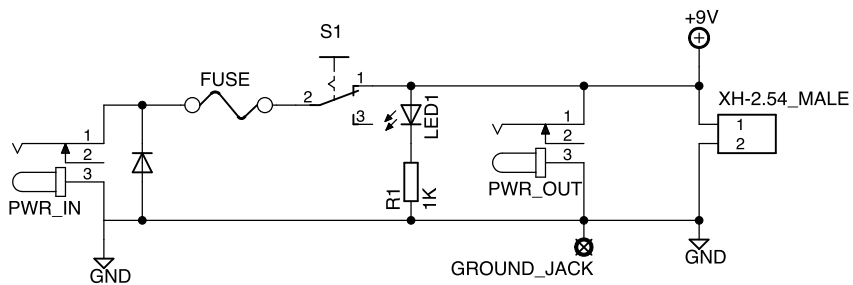 +9V
S1
FUSE
1
2
3
LED1
XH-2.54_MALE
1
2
1
2
3
PWR_IN
1
2
3
PWR_OUT
R1
1K
GND
GROUND_JACK
GND